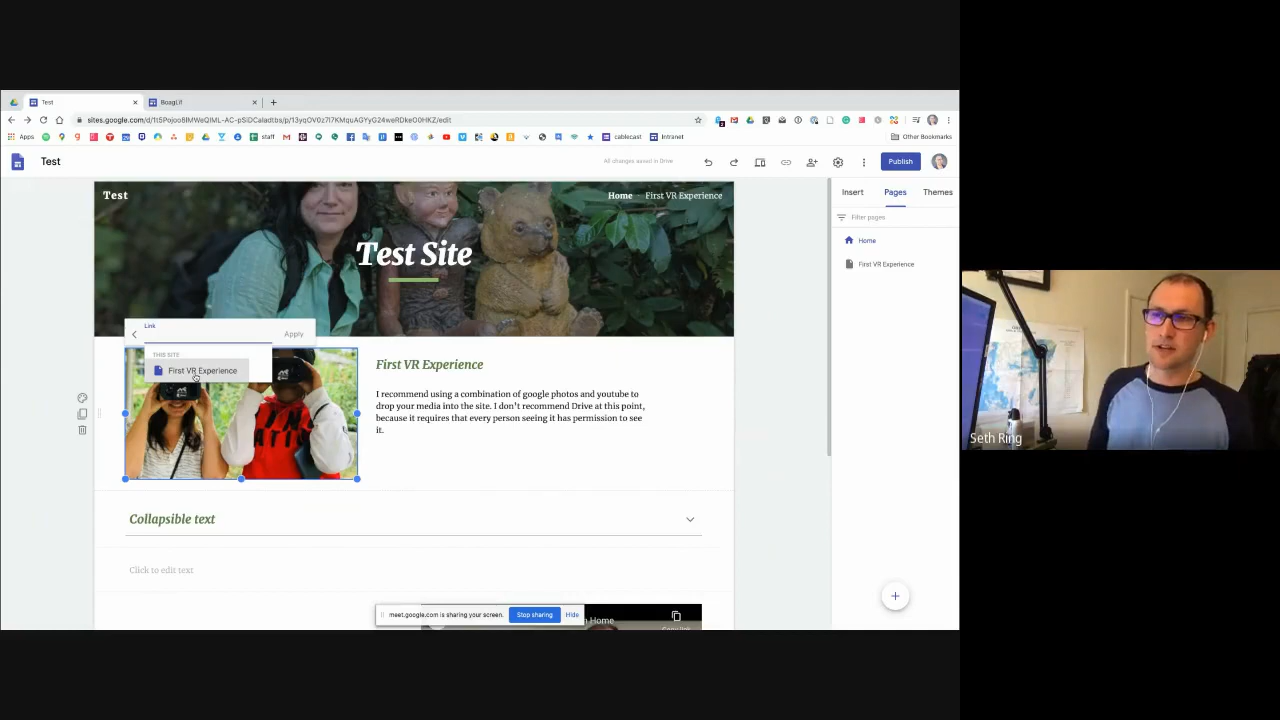 Test
BoagLif
sites.google.com/d/1t5Pojoo8lMWeQIML-AC-pSlDCaladtbs/p/13yqOV0z7l7KMquAGYyG24weRDkeO0HKZ/edit
Apps
staff
cablecast
Intranet
Other Bookmarks
Test
All changes saved in Drive
Publish
Test
Home
First VR Experience
Test Site
Insert
Pages
Themes
Filter pages
Home
First VR Experience
Link
Apply
THIS SITE
First VR Experience
First VR Experience
I recommend using a combination of google photos and youtube to
drop your media into the site. I don't recommend Drive at this point,
because it requires that every person seeing it has permission to see
it.
Collapsible text
Click to edit text
meet.google.com is sharing your screen.
Stop sharing
Hide
Home
Seth Ring